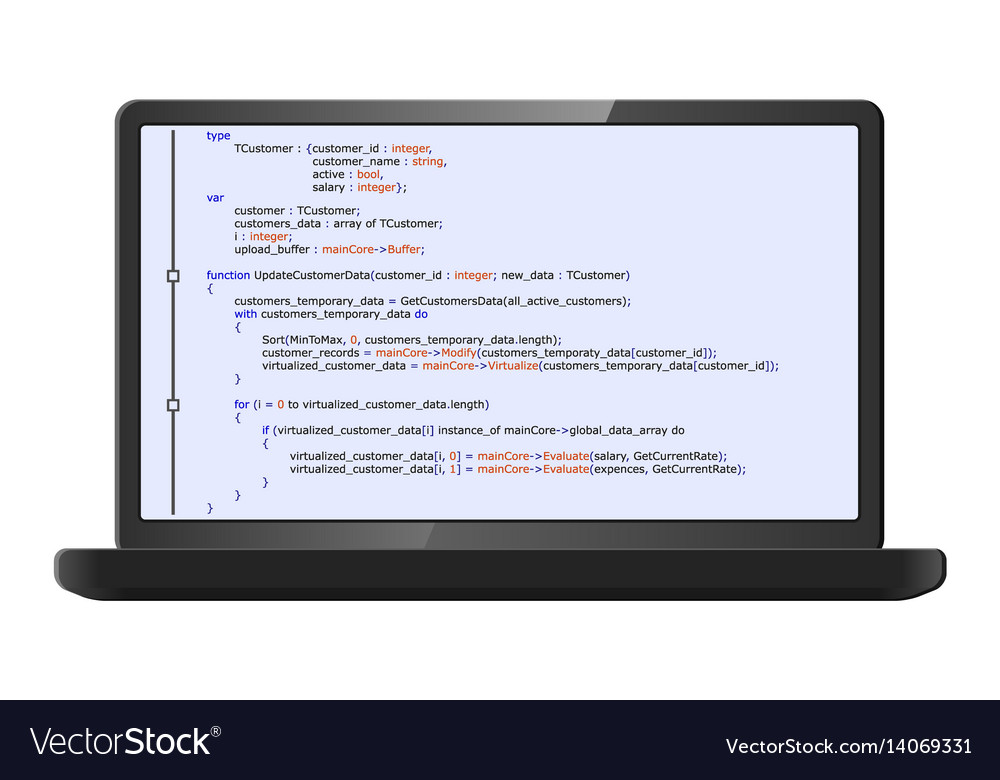 type
TCustomer : {customer_id : integer,
customer_name : string,
active : bool,
salary : integer};
var
customer : TCustomer;
customers_data : array of TCustomer;
i : integer;
upload_buffer : mainCore->Buffer;
function UpdateCustomerData(customer_id : integer; new_data : TCustomer)
{
customers_temporary_data = GetCustomersData(all_active_customers);
with customers_temporary_data do
{
Sort(MinToMax, 0, customers_temporary_data.length);
customer_records = mainCore->Modify(customers_temporaty_data[customer_id]);
virtualized_customer_data = mainCore->Virtualize(customers_temporary_data[customer_id]);
}
for (i = 0 to virtualized_customer_data.length)
{
if (virtualized_customer_data[i] instance_of mainCore->global_data_array do
{
virtualized_customer_data[i, 0] = mainCore->Evaluate(salary, GetCurrentRate);
virtualized_customer_data[i, 1] = mainCore->Evaluate(expences, GetCurrentRate);
}
}
}
VectorStock®
VectorStock.com/14069331